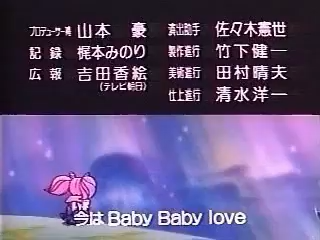 プロデューサー補 山本 豪
記録 梶本みのり
広報 吉田香絵
(テレビ朝日)
演出助手 佐々木憲世
製作進行 竹下健一
美術進行 田村晴夫
仕上進行 清水洋一
今は Baby Baby love